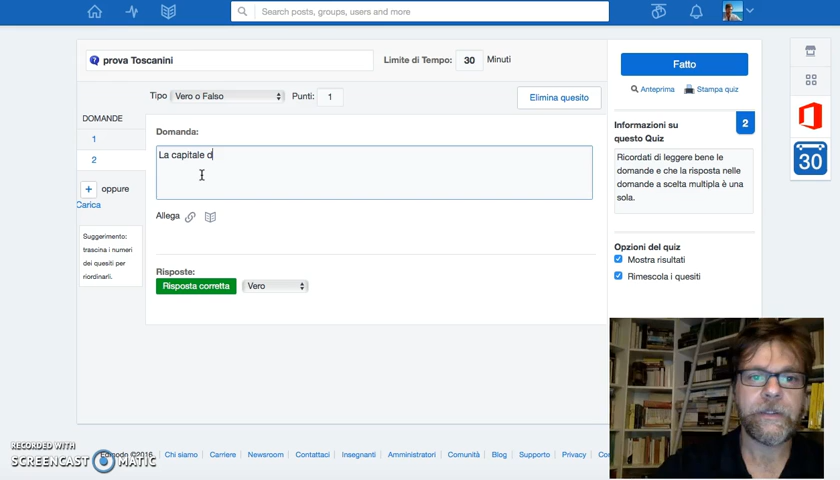 Search posts, groups, users and more
prova Toscanini
Limite di Tempo: 30 Minuti
Fatto
Anteprima Stampa quiz
Tipo Vero o Falso Punti: 1
Elimina quesito
DOMANDE
1
2
+ oppure
Carica
Suggerimento:
trascina i numeri
dei quesiti per
riordinarli.
Domanda:
La capitale d
Allega
Risposte:
Risposta corretta Vero
Informazioni su
questo Quiz
2
Ricordati di leggere bene le
domande e che la risposta nelle
domande a scelta multipla è una
sola.
Opzioni del quiz
Mostra risultati
Rimescola i quesiti
30
RECORDED WITH
SCREENCAST MATIC
Edmodo ©2016 Chi siamo Carriere Newsroom Contattaci Insegnanti Amministratori Comunità Blog Supporto Privacy